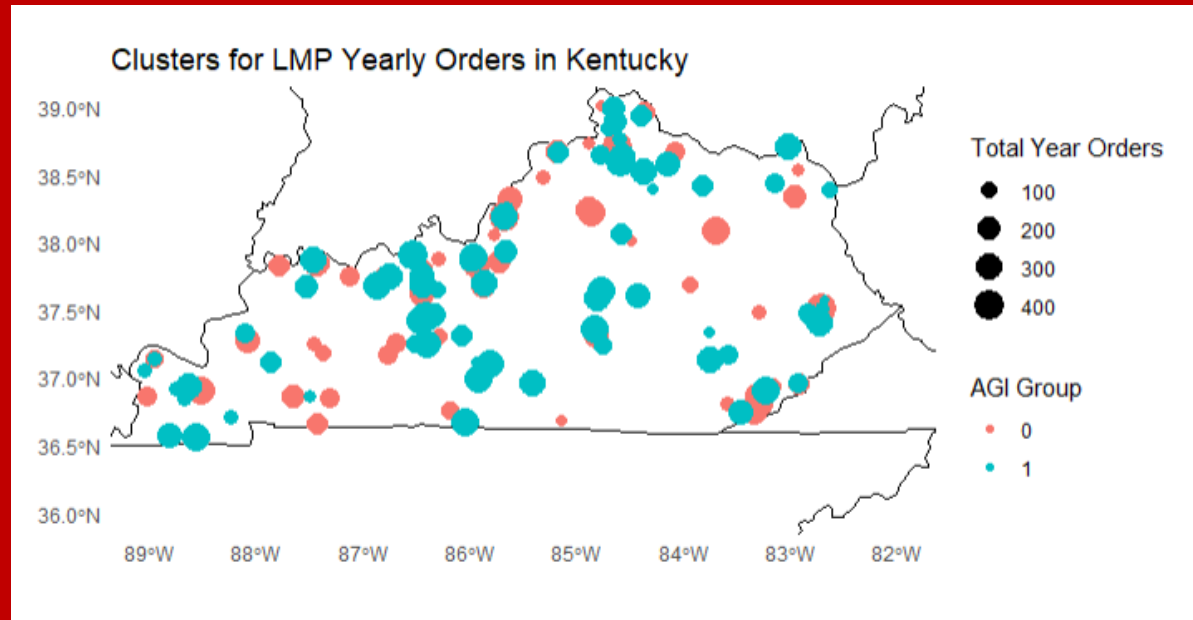 Clusters for LMP Yearly Orders in Kentucky
39.0°N
38.5°N
38.0°N
37.5°N
37.0°N
36.5°N
36.0°N
89°W 88°W 87°W 86°W 85°W 84°W 83°W 82°W
Total Year Orders
100
200
300
400
AGI Group
0
1